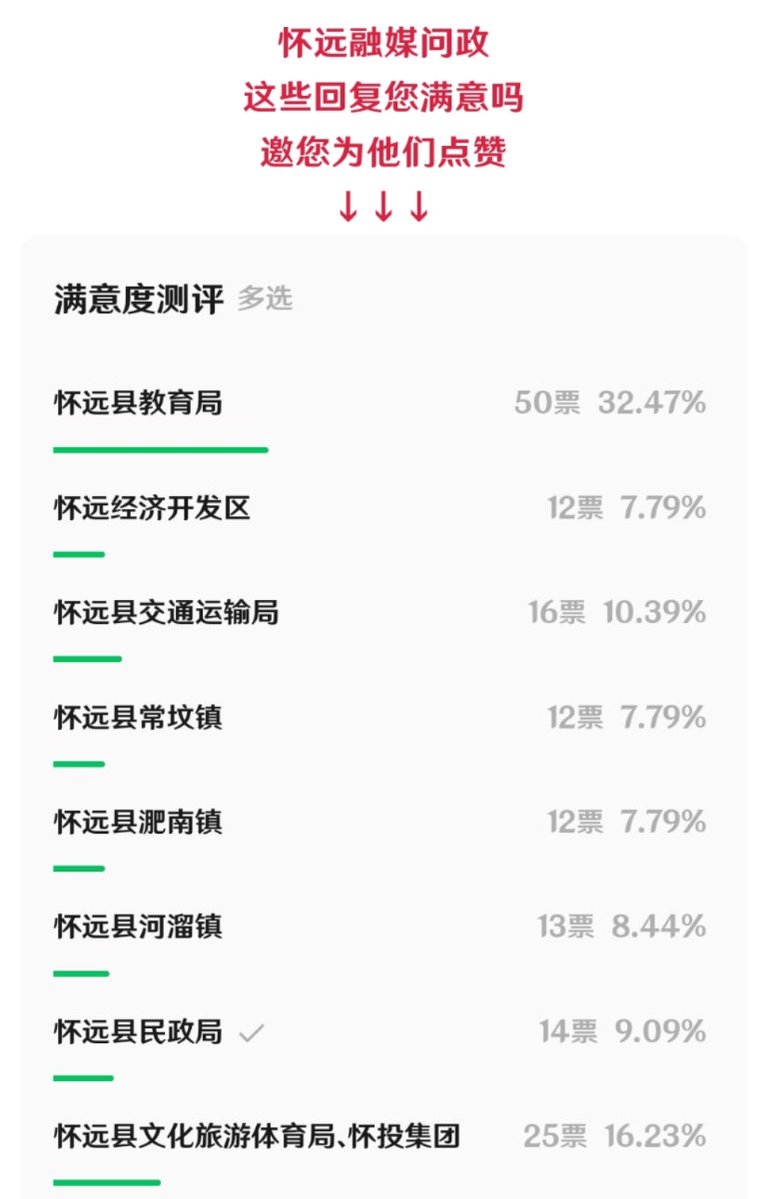 怀远融媒问政
这些回复您满意吗
邀您为他们点赞
↓↓↓
满意度测评 多选
怀远县教育局 50票 32.47%
怀远经济开发区 12票 7.79%
怀远县交通运输局 16票 10.39%
怀远县常坟镇 12票 7.79%
怀远县淝南镇 12票 7.79%
怀远县河溜镇 13票 8.44%
怀远县民政局 14票 9.09%
怀远县文化旅游体育局、怀投集团 25票 16.23%